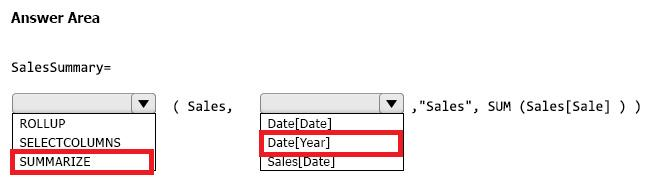 Answer Area
SalesSummary=
( Sales, ,"Sales", SUM (Sales[Sale] ) )
ROLLUP
SELECTCOLUMNS
SUMMARIZE
Date[Date]
Date[Year]
Sales[Date]